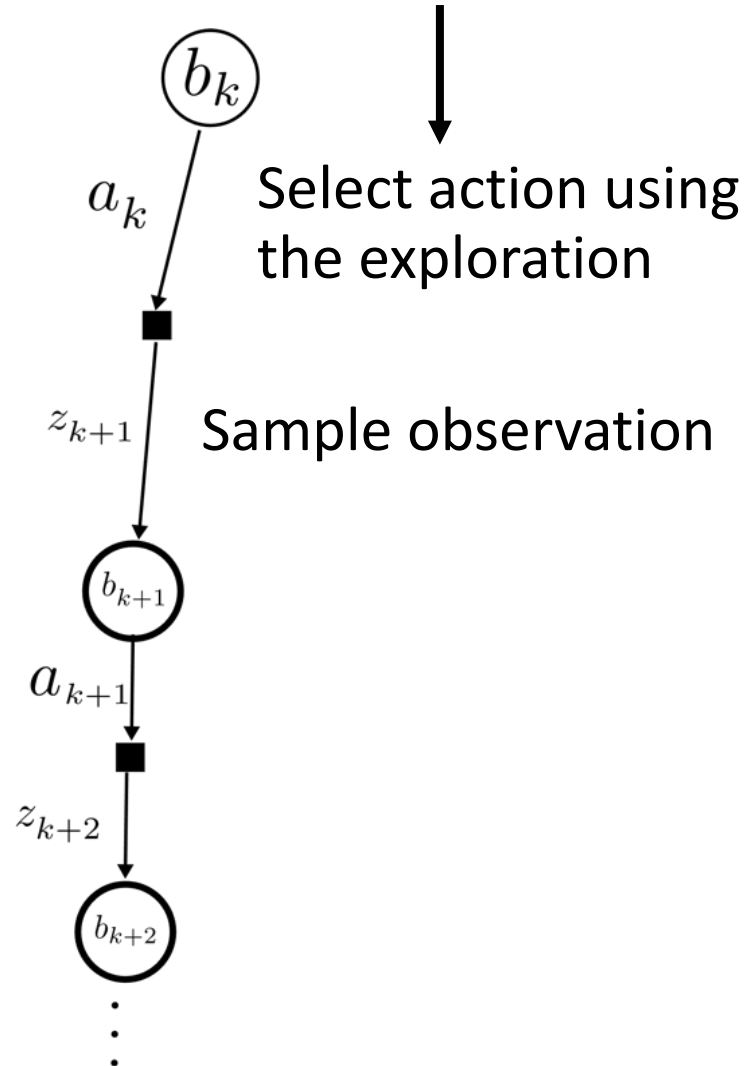 b_k
a_k
Select action using
the exploration
z_{k+1}
Sample observation
b_{k+1}
a_{k+1}
z_{k+2}
b_{k+2}